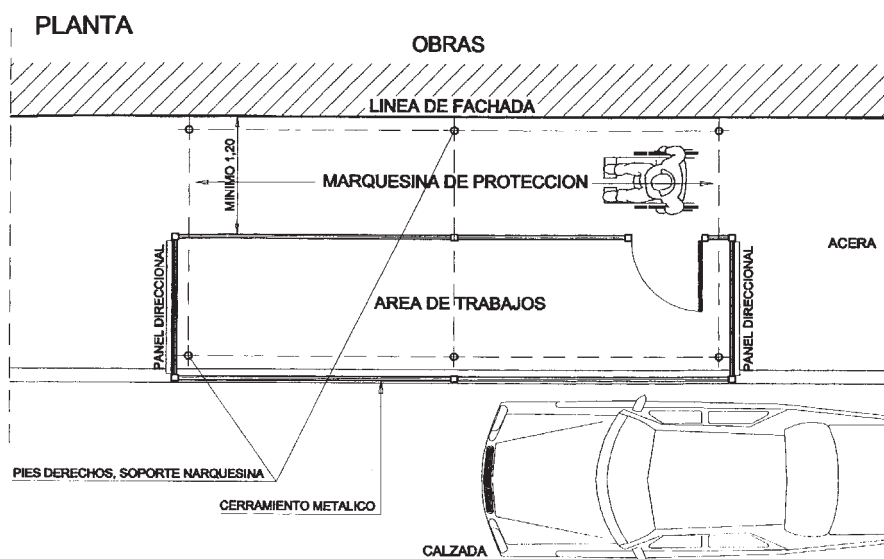 PLANTA
OBRAS
LINEA DE FACHADA
MINIMO 1,20
MARQUESINA DE PROTECCION
ACERA
PANEL DIRECCIONAL
AREA DE TRABAJOS
PANEL DIRECCIONAL
PIES DERECHOS, SOPORTE NARQUESINA
CERRAMIENTO METALICO
CALZADA